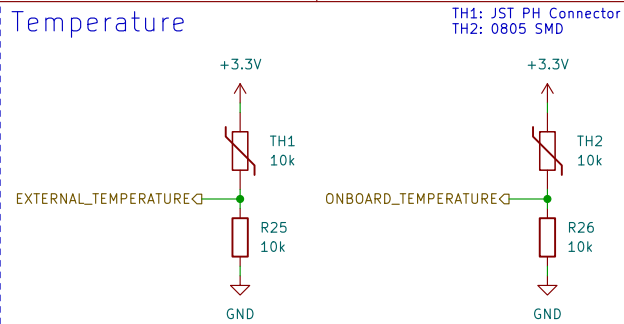 Temperature
TH1: JST PH Connector
TH2: 0805 SMD
+3.3V
TH1
10k
EXTERNAL_TEMPERATURE
R25
10k
GND
+3.3V
TH2
10k
ONBOARD_TEMPERATURE
R26
10k
GND